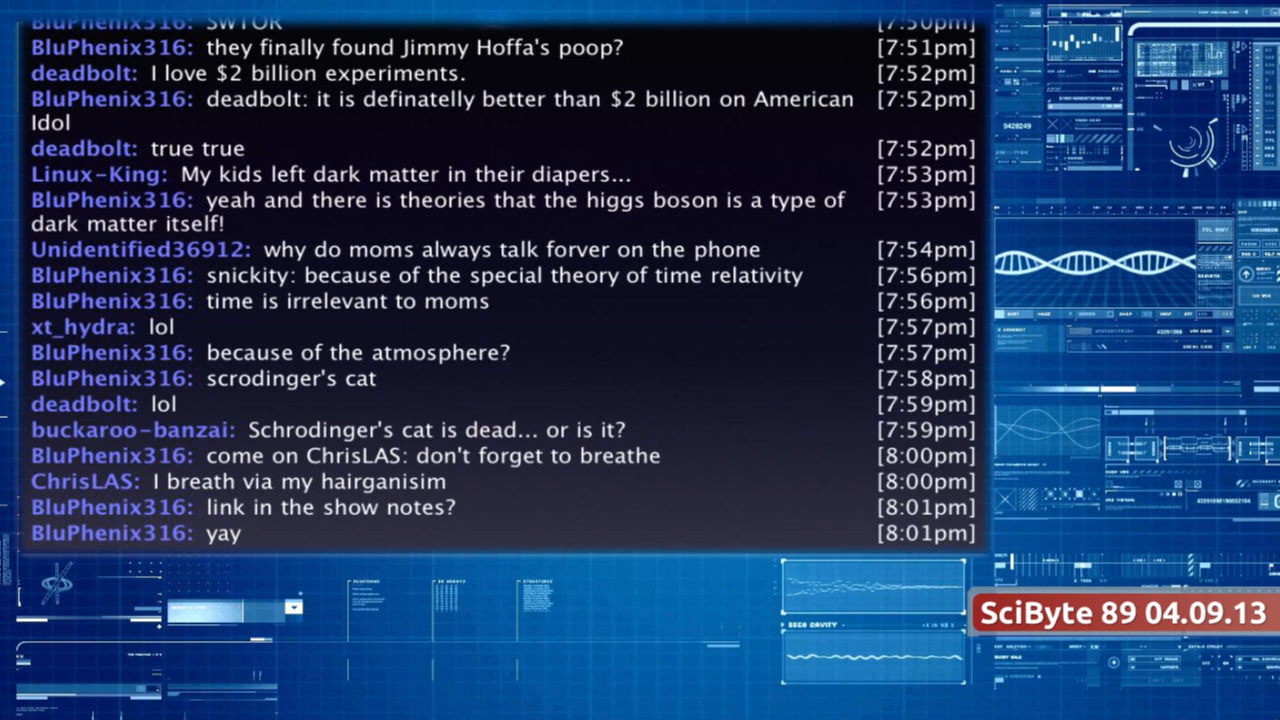 BluPhenix316: SWTOR [7:50pm]
BluPhenix316: they finally found Jimmy Hoffa's poop? [7:51pm]
deadbolt: I love $2 billion experiments. [7:52pm]
BluPhenix316: deadbolt: it is definatelly better than $2 billion on American [7:52pm]
Idol
deadbolt: true true [7:52pm]
Linux-King: My kids left dark matter in their diapers... [7:53pm]
BluPhenix316: yeah and there is theories that the higgs boson is a type of [7:53pm]
dark matter itself!
Unidentified36912: why do moms always talk forver on the phone [7:54pm]
BluPhenix316: snickity: because of the special theory of time relativity [7:56pm]
BluPhenix316: time is irrelevant to moms [7:56pm]
xt_hydra: lol [7:57pm]
BluPhenix316: because of the atmosphere? [7:57pm]
BluPhenix316: scrodinger's cat [7:58pm]
deadbolt: lol [7:59pm]
buckaroo-banzai: Schrodinger's cat is dead... or is it? [7:59pm]
BluPhenix316: come on ChrisLAS: don't forget to breathe [8:00pm]
ChrisLAS: I breath via my hairganisim [8:00pm]
BluPhenix316: link in the show notes? [8:01pm]
BluPhenix316: yay [8:01pm]
9428249
SECO CAVITY
SciByte 89 04.09.13